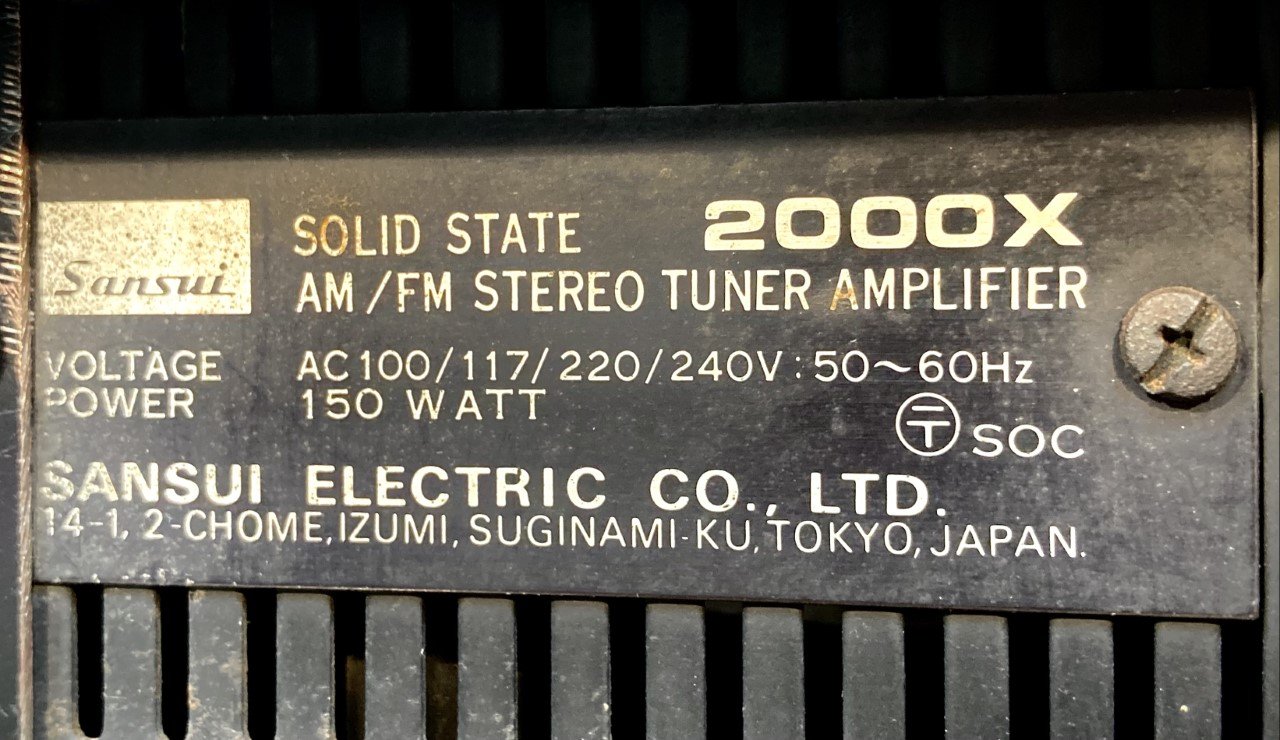 Sansui
SOLID STATE 2000X
AM/FM STEREO TUNER AMPLIFIER
VOLTAGE AC100/117/220/240V:50~60Hz
POWER 150 WATT
SOC
SANSUI ELECTRIC CO., LTD.
14-1, 2-CHOME, IZUMI, SUGINAMI-KU, TOKYO, JAPAN.